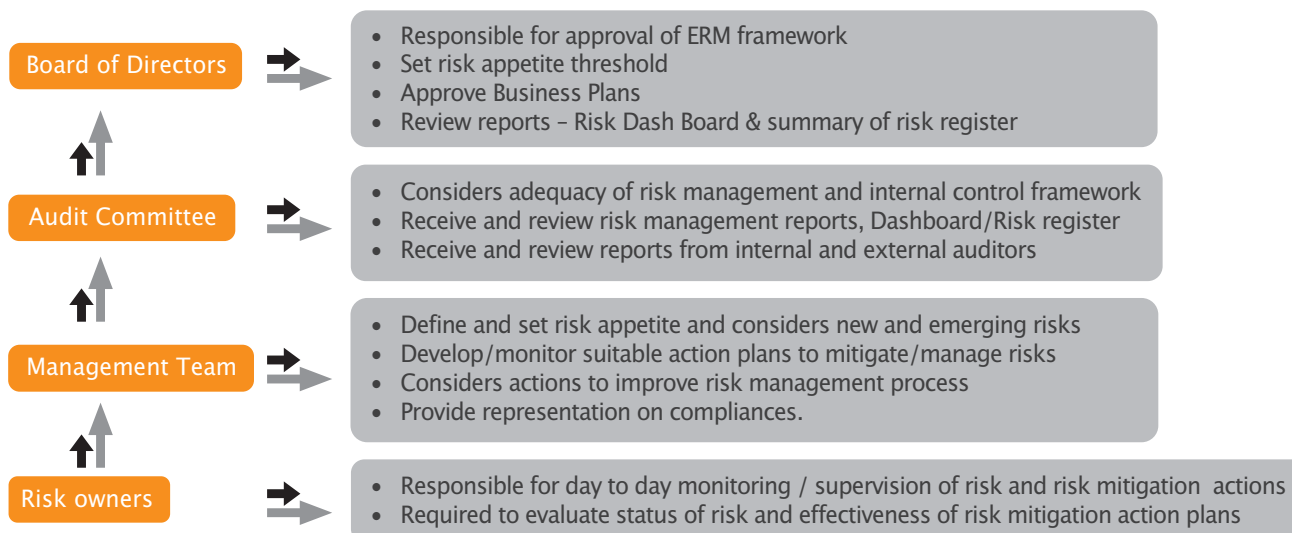 Board of Directors
• Responsible for approval of ERM framework
• Set risk appetite threshold
• Approve Business Plans
• Review reports – Risk Dash Board & summary of risk register
Audit Committee
• Considers adequacy of risk management and internal control framework
• Receive and review risk management reports, Dashboard/Risk register
• Receive and review reports from internal and external auditors
Management Team
• Define and set risk appetite and considers new and emerging risks
• Develop/monitor suitable action plans to mitigate/manage risks
• Considers actions to improve risk management process
• Provide representation on compliances.
Risk owners
• Responsible for day to day monitoring / supervision of risk and risk mitigation actions
• Required to evaluate status of risk and effectiveness of risk mitigation action plans